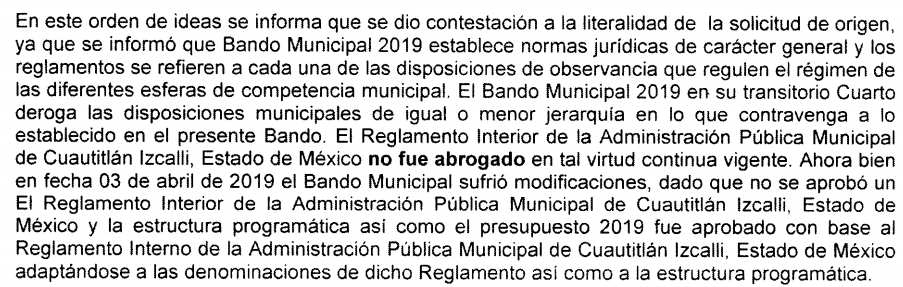 En este orden de ideas se informa que se dio contestación a la literalidad de la solicitud de origen,
ya que se informó que Bando Municipal 2019 establece normas jurídicas de carácter general y los
reglamentos se refieren a cada una de las disposiciones de observancia que regulen el régimen de
las diferentes esferas de competencia municipal. El Bando Municipal 2019 en su transitorio Cuarto
deroga las disposiciones municipales de igual o menor jerarquía en lo que contravenga a lo
establecido en el presente Bando. El Reglamento Interior de la Administración Pública Municipal
de Cuautitlán Izcalli, Estado de México no fue abrogado en tal virtud continua vigente. Ahora bien
en fecha 03 de abril de 2019 el Bando Municipal sufrió modificaciones, dado que no se aprobó un
El Reglamento Interior de la Administración Pública Municipal de Cuautitlán Izcalli, Estado de
México y la estructura programática así como el presupuesto 2019 fue aprobado con base al
Reglamento Interno de la Administración Pública Municipal de Cuautitlán Izcalli, Estado de México
adaptándose a las denominaciones de dicho Reglamento así como a la estructura programática.